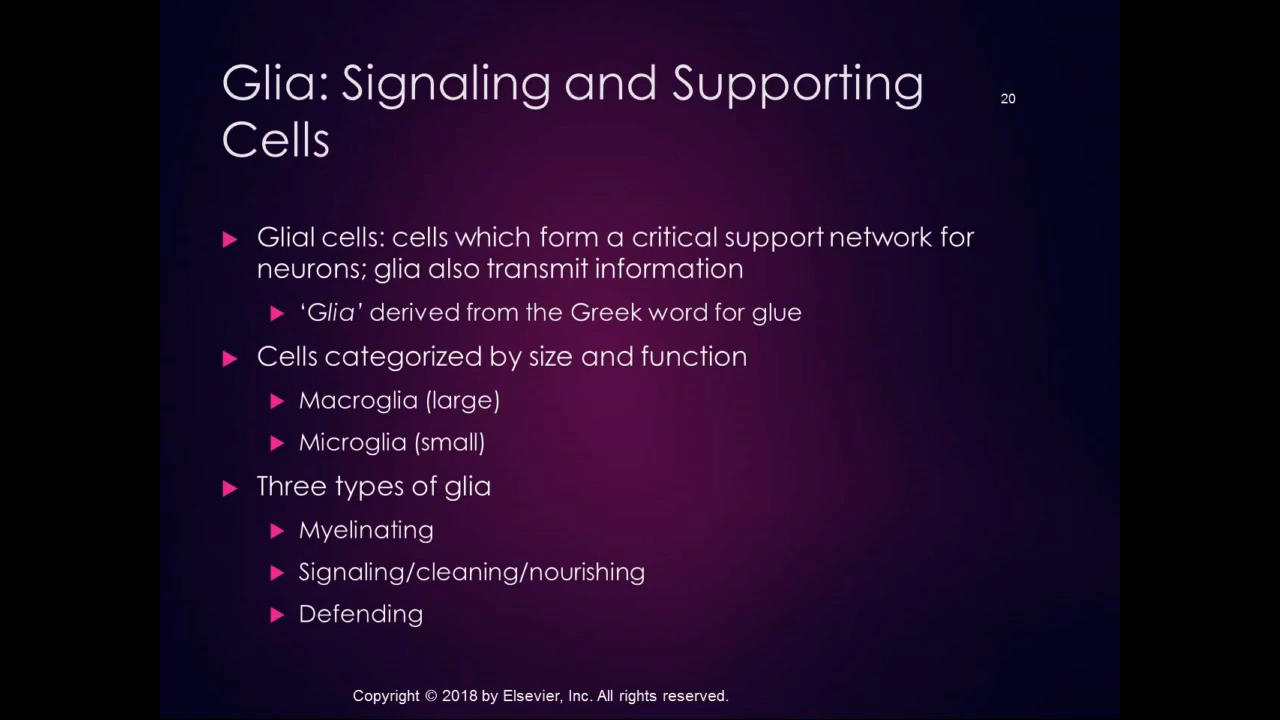 Glia: Signaling and Supporting
Cells
20
Glial cells: cells which form a critical support network for
neurons; glia also transmit information
‘Glia’ derived from the Greek word for glue
Cells categorized by size and function
Macroglia (large)
Microglia (small)
Three types of glia
Myelinating
Signaling/cleaning/nourishing
Defending
Copyright © 2018 by Elsevier, Inc. All rights reserved.